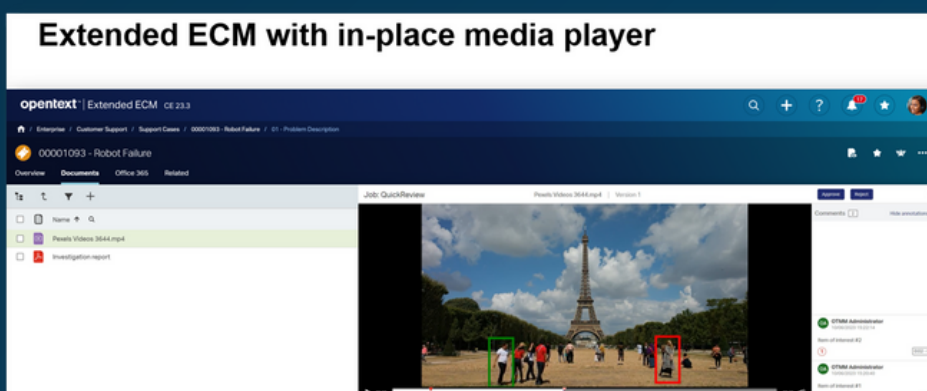 Extended ECM with in-place media player
opentext™ | Extended ECM CE 23.3
17
/ Enterprise / Customer Support / Support Cases / 00001093 - Robot Failure / 01 - Problem Description
00001093 - Robot Failure
Overview Documents Office 365 Related
Job: QuickReview Pexels Videos 3644.mp4 | Version 1 Approve Reject
Name
Comments Hide annotations
Pexels Videos 3644.mp4
Investigation report
OTMM Administrator
Item of interest #2
OTMM Administrator
Item of interest #1